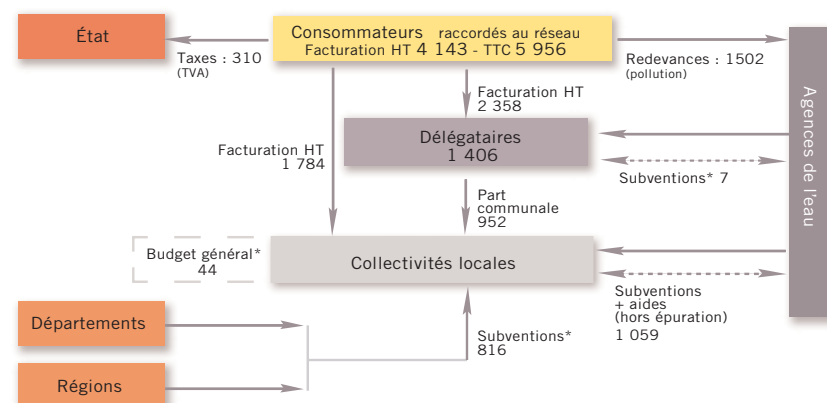 État
Taxes : 310
(TVA)
Consommateurs raccordés au réseau
Facturation HT 4 143 - TTC 5 956
Redevances : 1502
(pollution)
Agences de l'eau
Facturation HT
2 358
Facturation HT
1 784
Délégataires
1 406
Subventions* 7
Part
communale
952
Budget général*
44
Collectivités locales
Subventions
+ aides
(hors épuration)
1 059
Départements
Subventions*
816
Régions